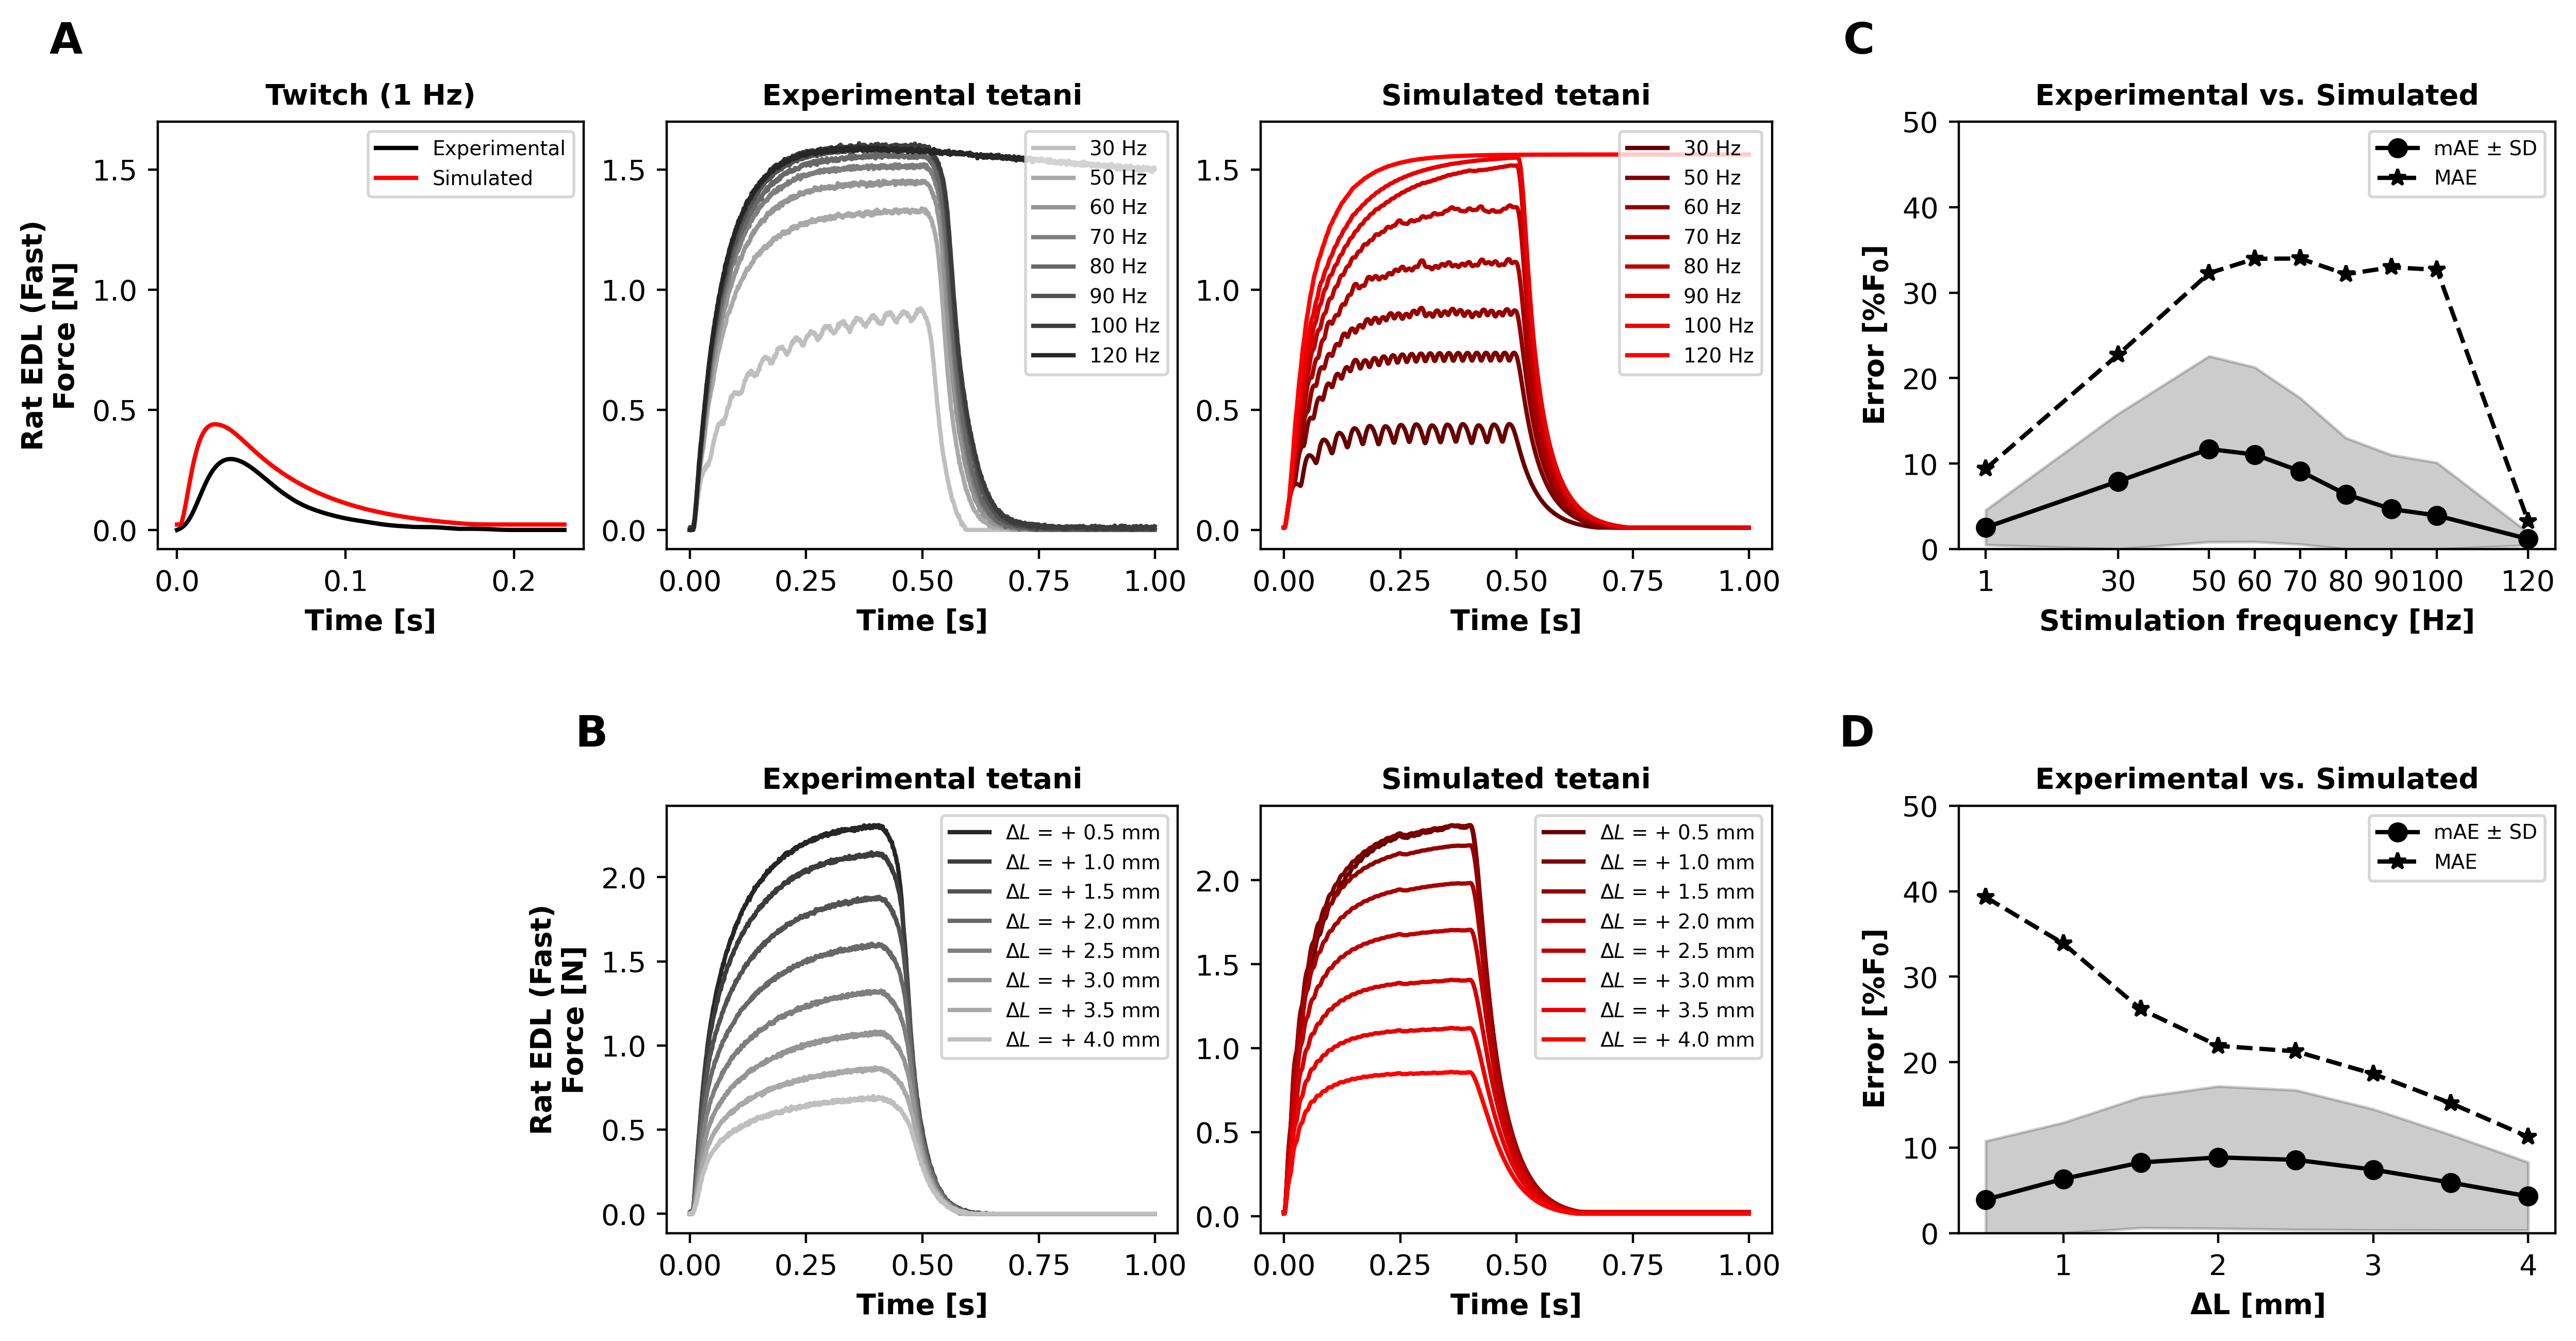 A
Twitch (1 Hz)
Rat EDL (Fast)
Force [N]
1.5
1.0
0.5
0.0
Experimental
Simulated
0.0 0.1 0.2
Time [s]
Experimental tetani
1.5
1.0
0.5
0.0
30 Hz
50 Hz
60 Hz
70 Hz
80 Hz
90 Hz
100 Hz
120 Hz
0.00 0.25 0.50 0.75 1.00
Time [s]
Simulated tetani
1.5
1.0
0.5
0.0
30 Hz
50 Hz
60 Hz
70 Hz
80 Hz
90 Hz
100 Hz
120 Hz
0.00 0.25 0.50 0.75 1.00
Time [s]
C
Experimental vs. Simulated
Error [%F₀]
50
40
30
20
10
0
mAE ± SD
MAE
1 30 50 60 70 80 90 100 120
Stimulation frequency [Hz]
B
Experimental tetani
Rat EDL (Fast)
Force [N]
2.0
1.5
1.0
0.5
0.0
ΔL = + 0.5 mm
ΔL = + 1.0 mm
ΔL = + 1.5 mm
ΔL = + 2.0 mm
ΔL = + 2.5 mm
ΔL = + 3.0 mm
ΔL = + 3.5 mm
ΔL = + 4.0 mm
0.00 0.25 0.50 0.75 1.00
Time [s]
Simulated tetani
2.0
1.5
1.0
0.5
0.0
ΔL = + 0.5 mm
ΔL = + 1.0 mm
ΔL = + 1.5 mm
ΔL = + 2.0 mm
ΔL = + 2.5 mm
ΔL = + 3.0 mm
ΔL = + 3.5 mm
ΔL = + 4.0 mm
0.00 0.25 0.50 0.75 1.00
Time [s]
D
Experimental vs. Simulated
Error [%F₀]
50
40
30
20
10
0
mAE ± SD
MAE
1 2 3 4
ΔL [mm]